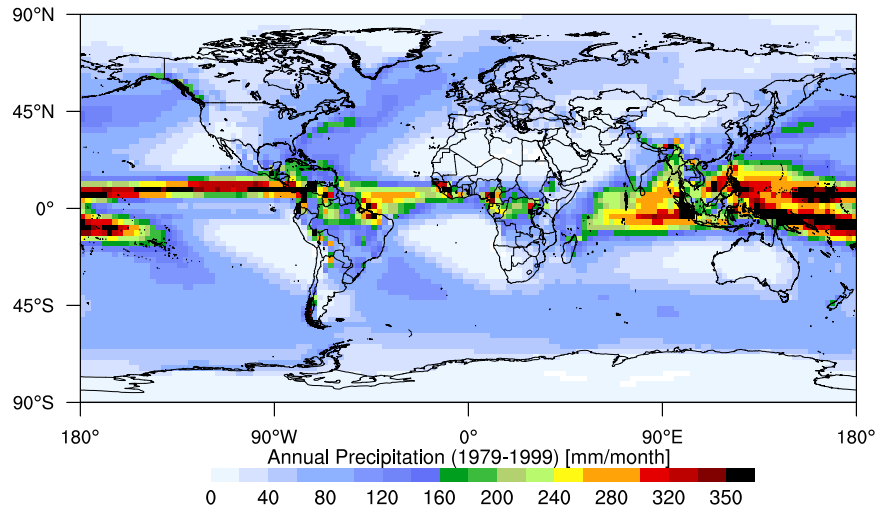 90°N
45°N
0°
45°S
90°S
180° 90°W 0° 90°E 180°
Annual Precipitation (1979-1999) [mm/month]
0 40 80 120 160 200 240 280 320 350